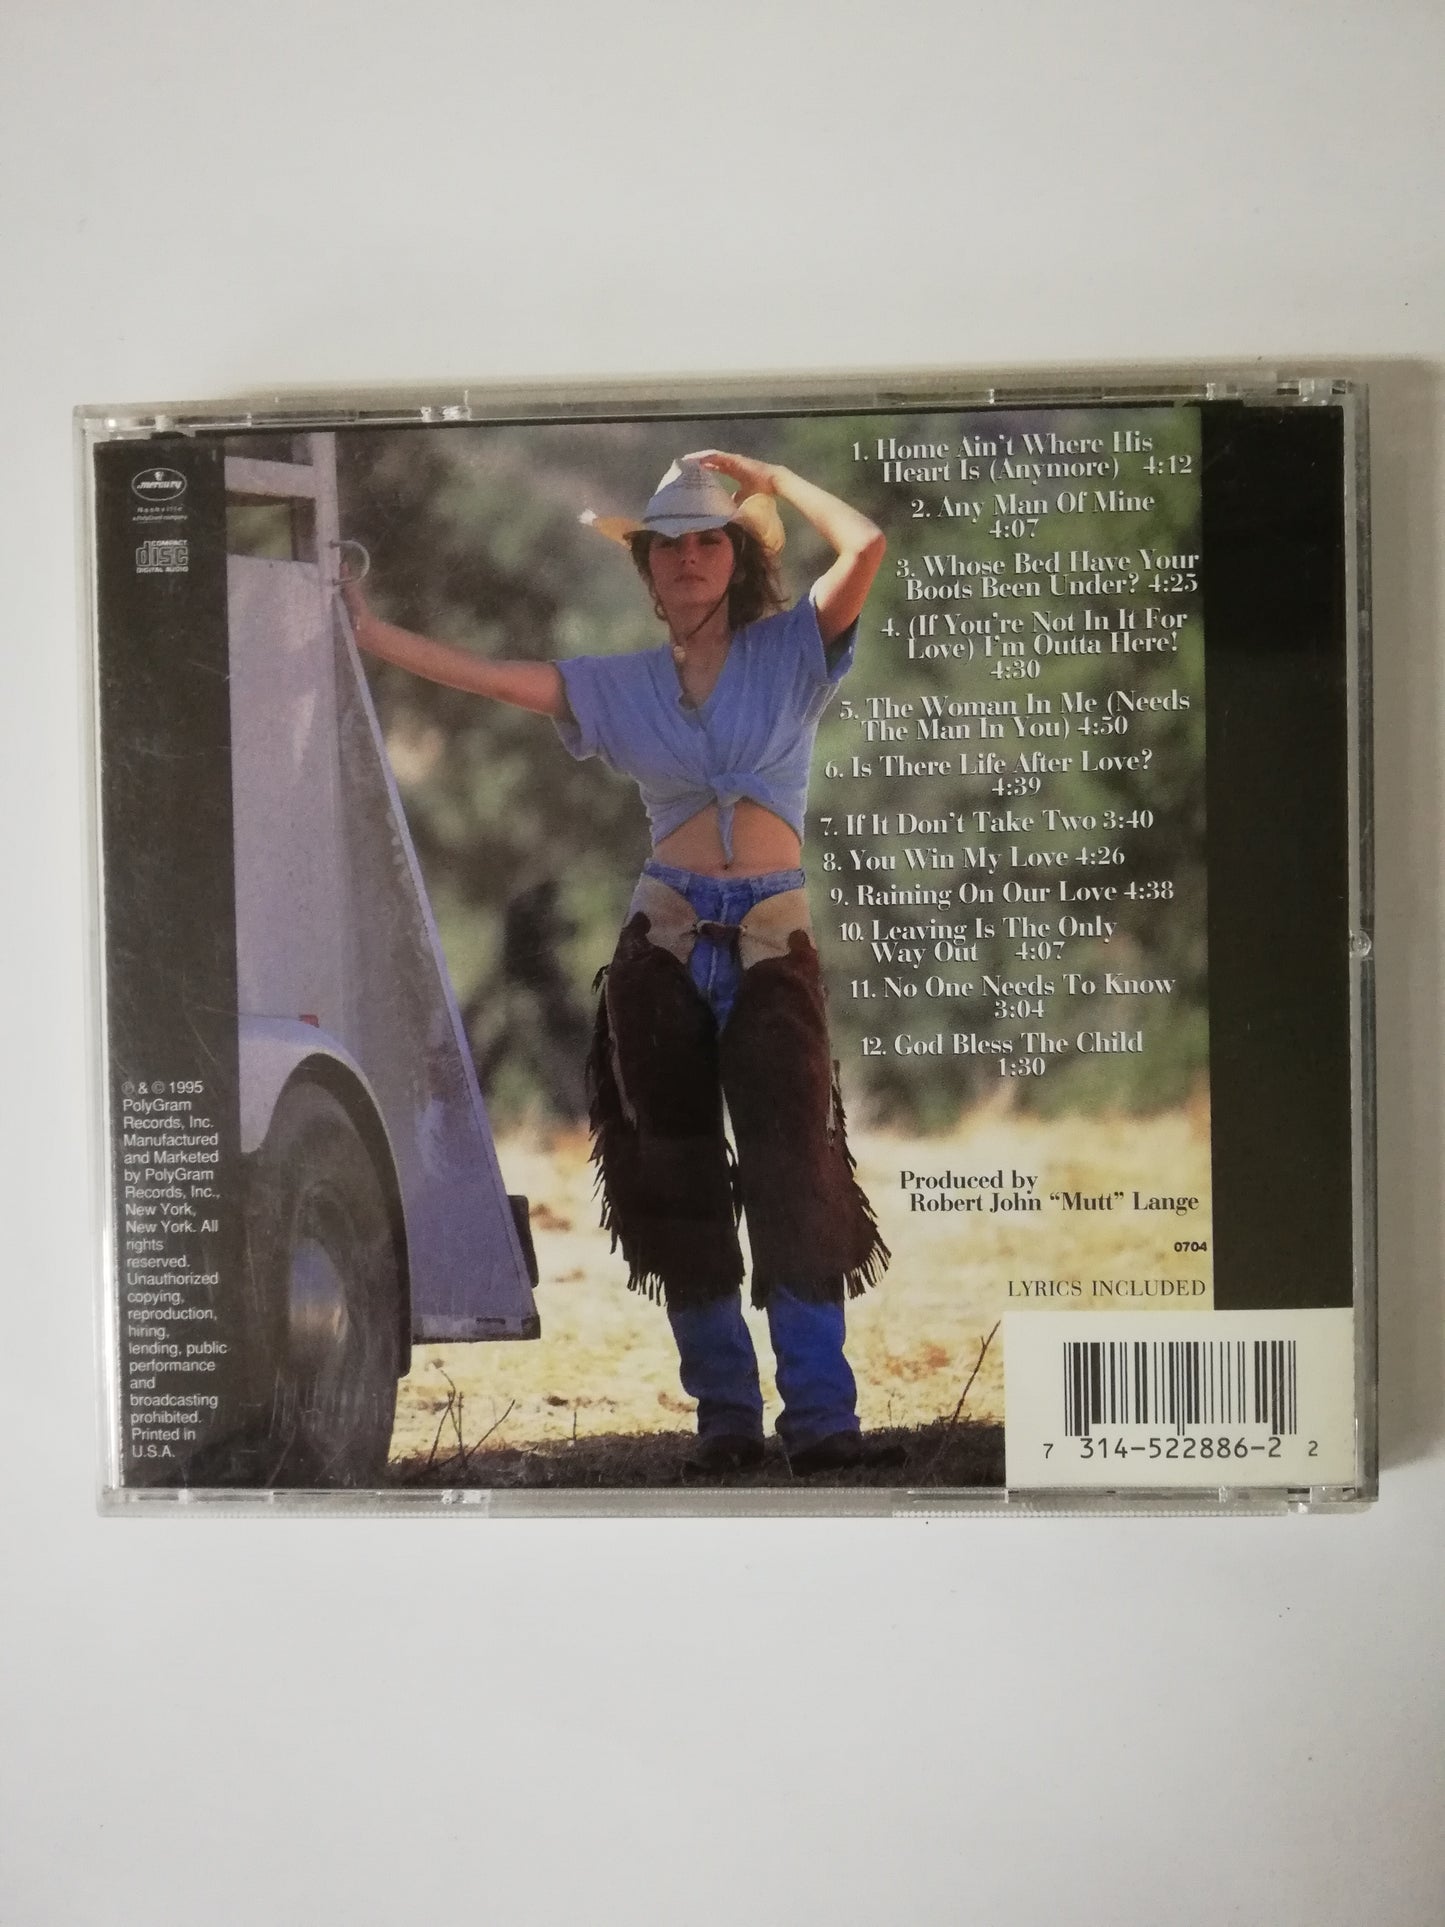 mercury
Nashville
a PolyGram company
COMPACT
disc
DIGITAL AUDIO
℗ & © 1995
PolyGram
Records, Inc.
Manufactured
and Marketed
by PolyGram
Records, Inc.,
New York,
New York. All
rights
reserved.
Unauthorized
copying,
reproduction,
hiring,
lending, public
performance
and
broadcasting
prohibited.
Printed in
U.S.A.
1. Home Ain't Where His
Heart Is (Anymore) 4:12
2. Any Man Of Mine
4:07
3. Whose Bed Have Your
Boots Been Under? 4:25
4. (If You're Not In It For
Love) I'm Outta Here!
4:30
5. The Woman In Me (Needs
The Man In You) 4:50
6. Is There Life After Love?
4:39
7. If It Don't Take Two 3:40
8. You Win My Love 4:26
9. Raining On Our Love 4:38
10. Leaving Is The Only
Way Out 4:07
11. No One Needs To Know
3:04
12. God Bless The Child
1:30
Produced by
Robert John “Mutt” Lange
0704
LYRICS INCLUDED
7 314-522886-2 2